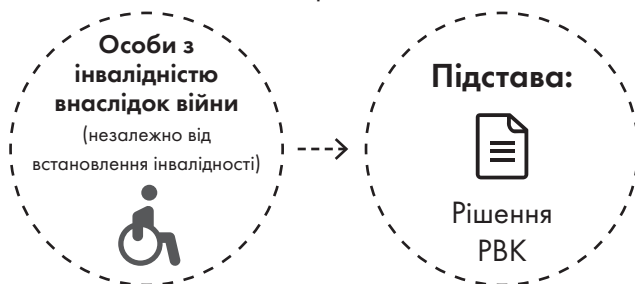 Особи з
інвалідністю
внаслідок війни
(незалежно від
встановлення інвалідності)
Підстава:
Рішення
РВК